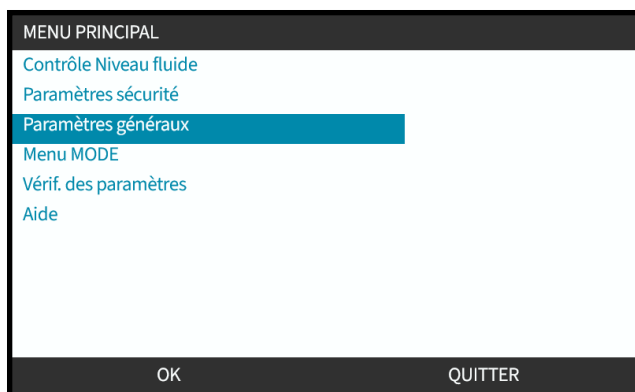 MENU PRINCIPAL
Contrôle Niveau fluide
Paramètres sécurité
Paramètres généraux
Menu MODE
Vérif. des paramètres
Aide
OK QUITTER